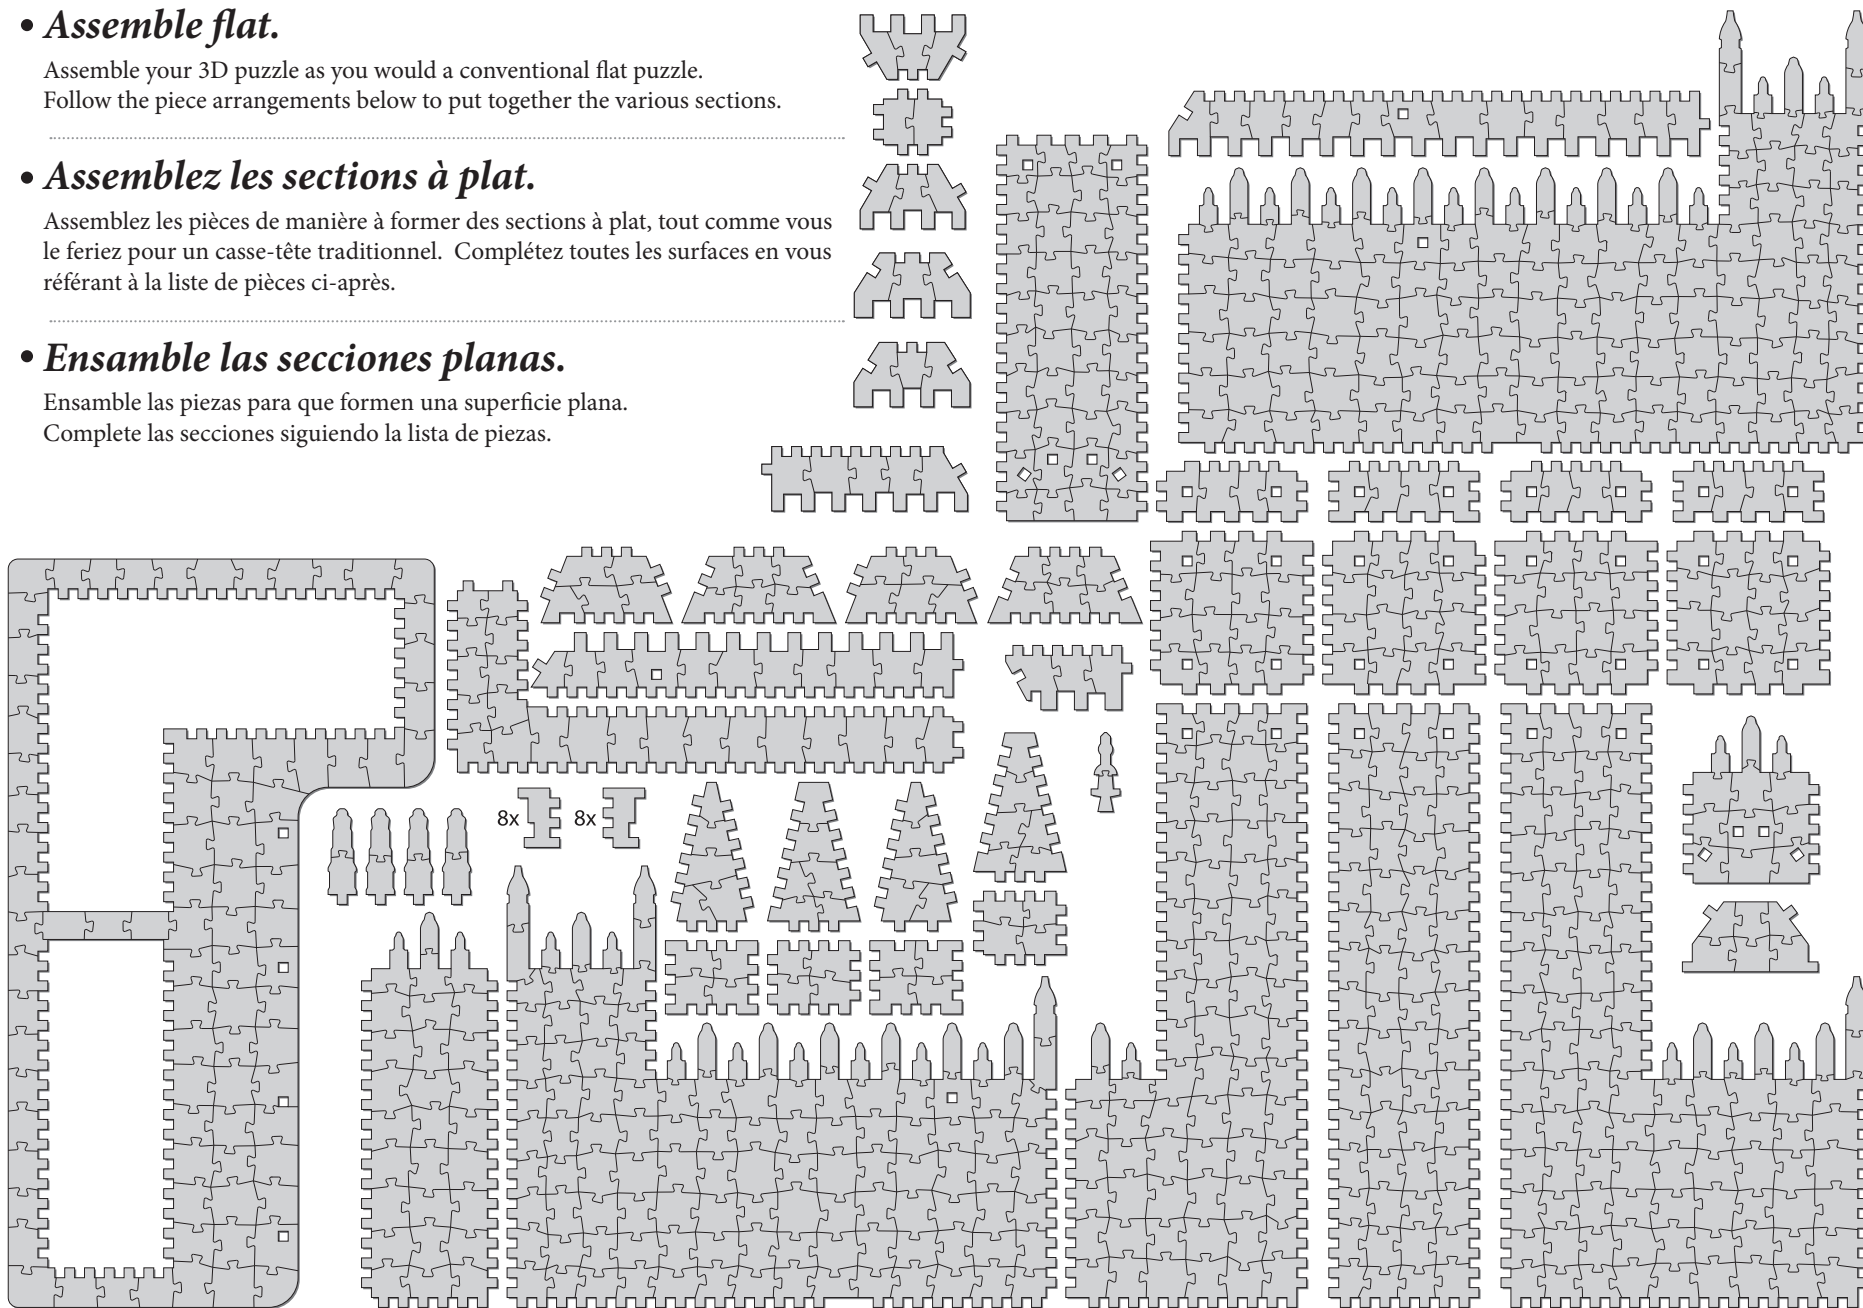 • Assemble flat.
Assemble your 3D puzzle as you would a conventional flat puzzle.
Follow the piece arrangements below to put together the various sections.
• Assemblez les sections à plat.
Assemblez les pièces de manière à former des sections à plat, tout comme vous
le feriez pour un casse-tête traditionnel. Complétez toutes les surfaces en vous
référant à la liste de pièces ci-après.
• Ensamble las secciones planas.
Ensamble las piezas para que formen una superficie plana.
Complete las secciones siguiendo la lista de piezas.
8x 8x